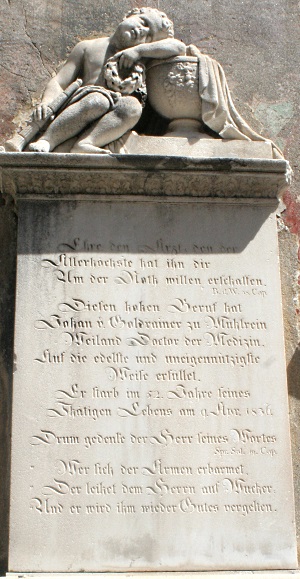 Ehre den Arzt, den der
Allerhöchste hat ihn dir
Um der Noth willen erschaffen.
Diesen hohen Beruf hat
Johan v. Goldrainer zu Mühlrein
Weiland Doctor der Medizin.
Auf die edelste und uneigennützigste
Weise erfüllet.
Er starb im 52. Jahre seines
Thätigen Lebens am 9. 1836.
Drum gedenke der Herr seines Wortes
Wer sich der Armen erbarmet,
Der leihet dem Herrn auf Wucher.
Und er wird ihm wieder Gutes vergelten.